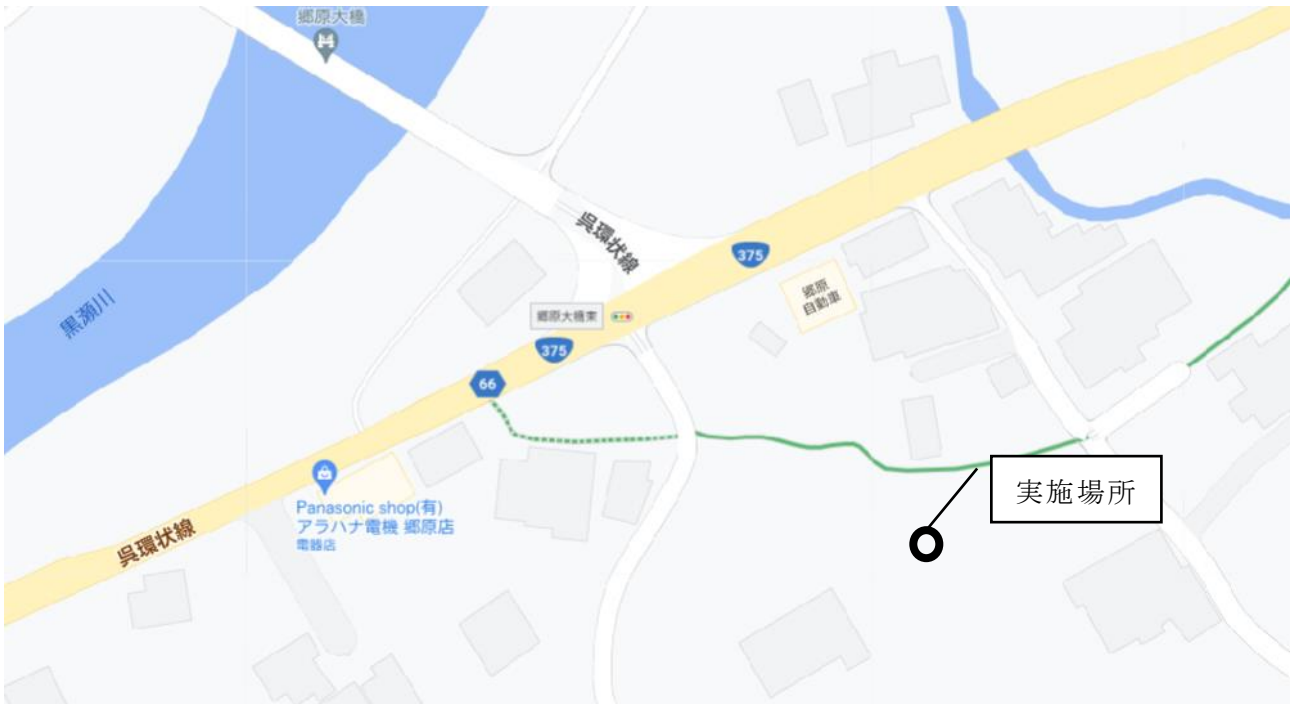 郷原大橋
呉環状線
375
黒瀬川
郷原
自動車
郷原大橋東
375
66
Panasonic shop(有)
アラハナ電機 郷原店
電器店
呉環状線
実施場所